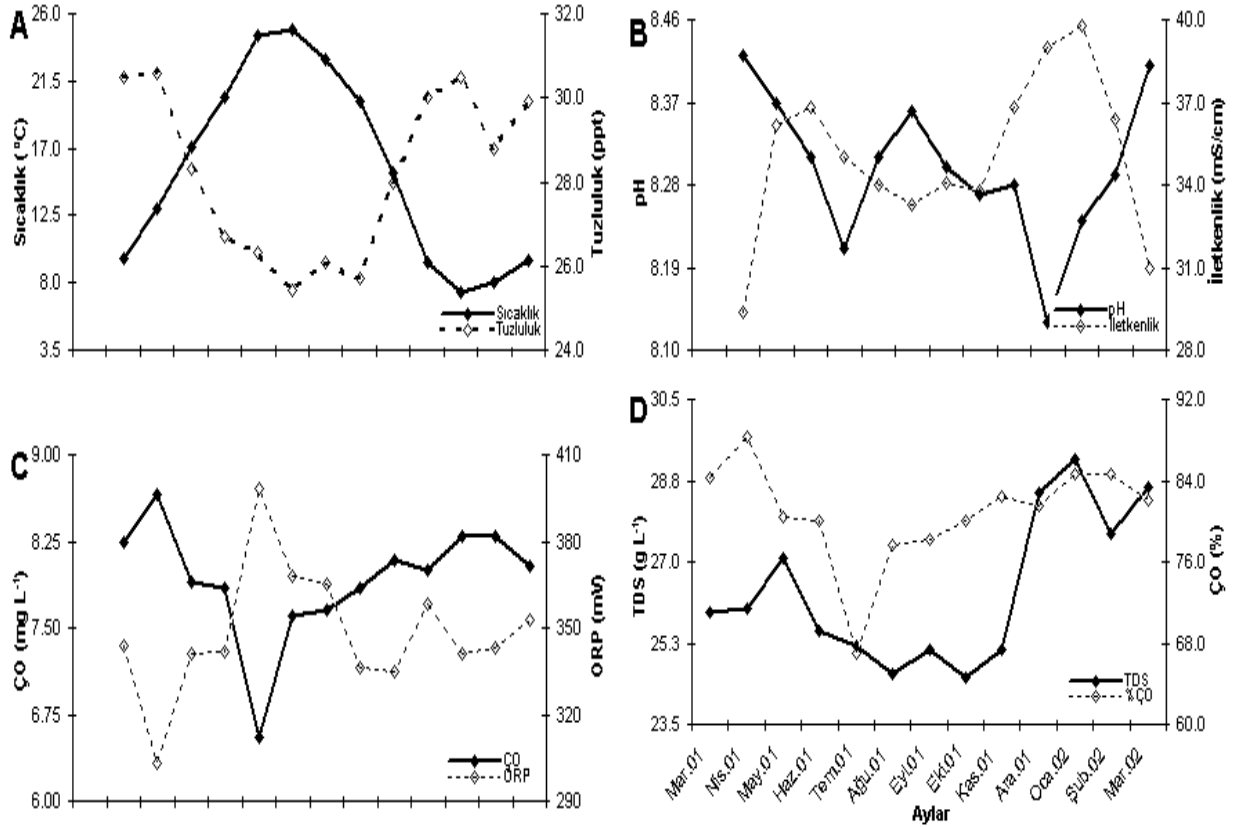 A
Sıcaklık (°C)
26.0
21.5
17.0
12.5
8.0
3.5
Tuzluluk (ppt)
32.0
30.0
28.0
26.0
24.0
Sıcaklık
Tuzluluk
B
pH
8.46
8.37
8.28
8.19
8.10
İletkenlik (mS/cm)
40.0
37.0
34.0
31.0
28.0
pH
İletkenlik
C
ÇO (mg L⁻¹)
9.00
8.25
7.50
6.75
6.00
ORP (mV)
410
380
350
320
290
ÇO
ORP
D
TDS (g L⁻¹)
30.5
28.8
27.0
25.3
23.5
ÇO (%)
92.0
84.0
76.0
68.0
60.0
TDS
%ÇO
Mar.01
Nis.01
May.01
Haz.01
Tem.01
Ağu.01
Eyl.01
Eki.01
Kas.01
Ara.01
Oca.02
Şub.02
Mar.02
Aylar